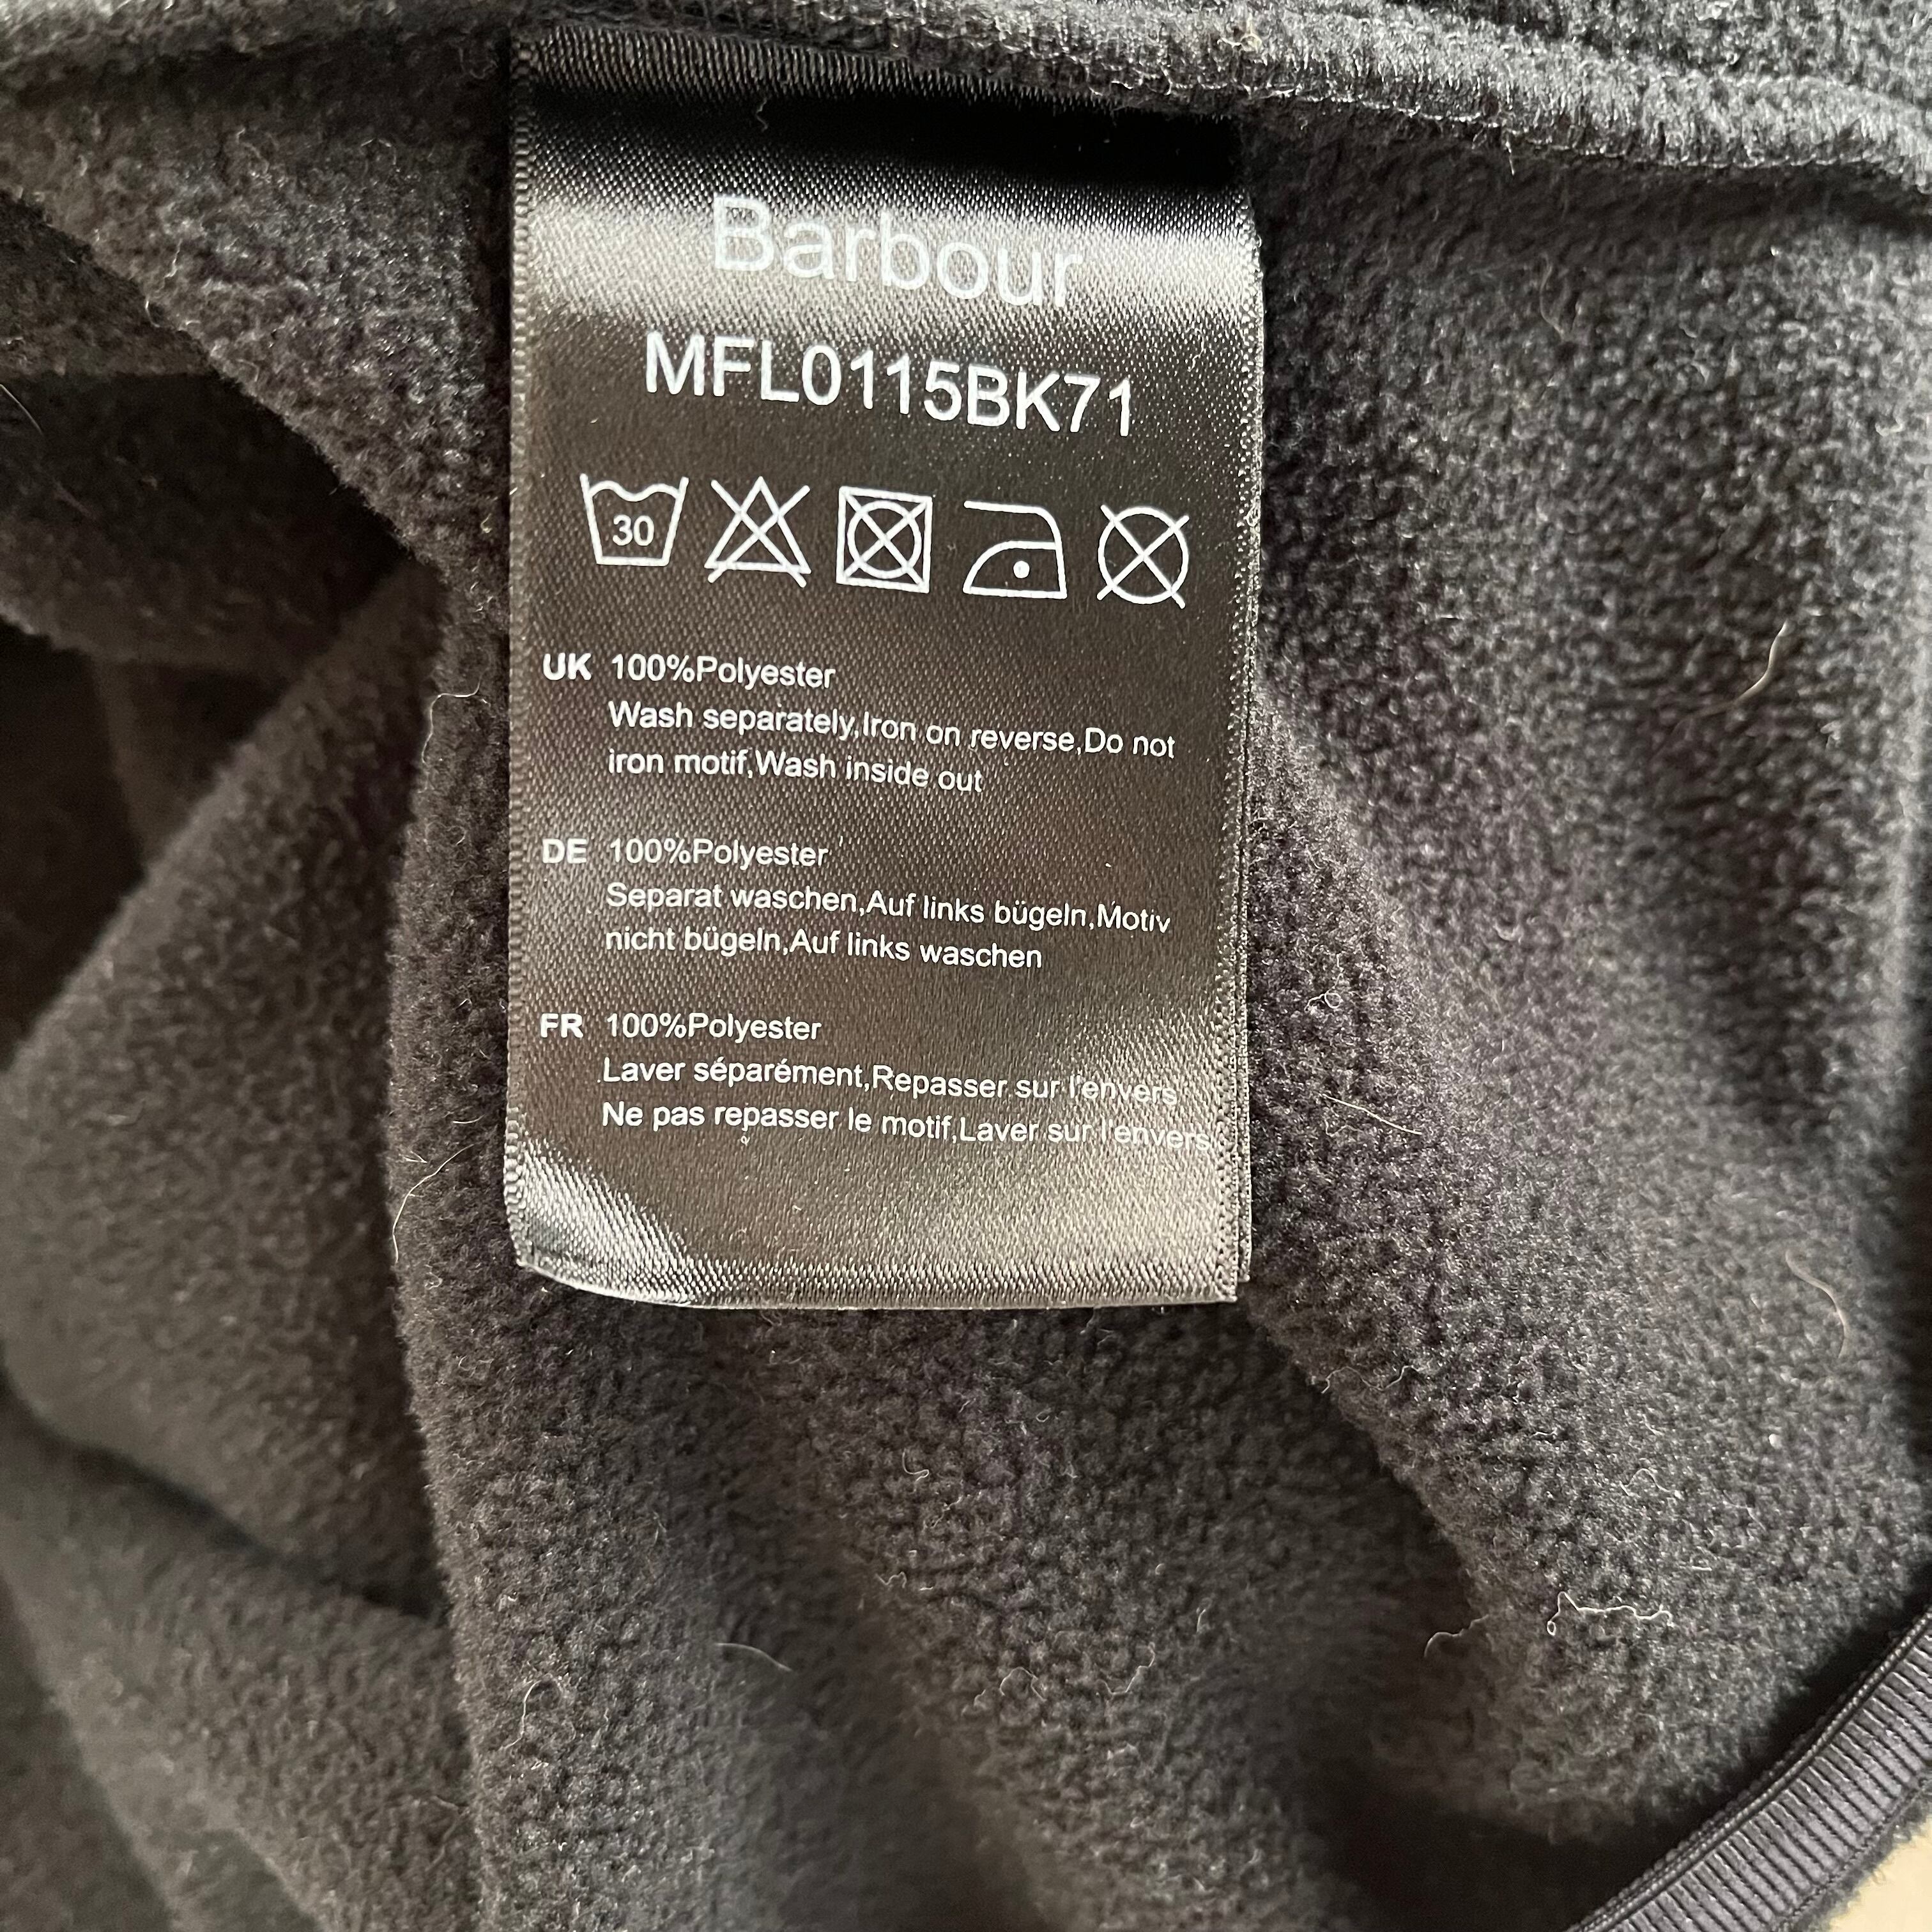 Barbour
MFL0115BK71
30
UK 100%Polyester
Wash separately,Iron on reverse,Do not
iron motif,Wash inside out
DE 100%Polyester
Separat waschen,Auf links bügeln,Motiv
nicht bügeln,Auf links waschen
FR 100%Polyester
Laver séparément,Repasser sur l'envers
Ne pas repasser le motif,Laver sur l'envers